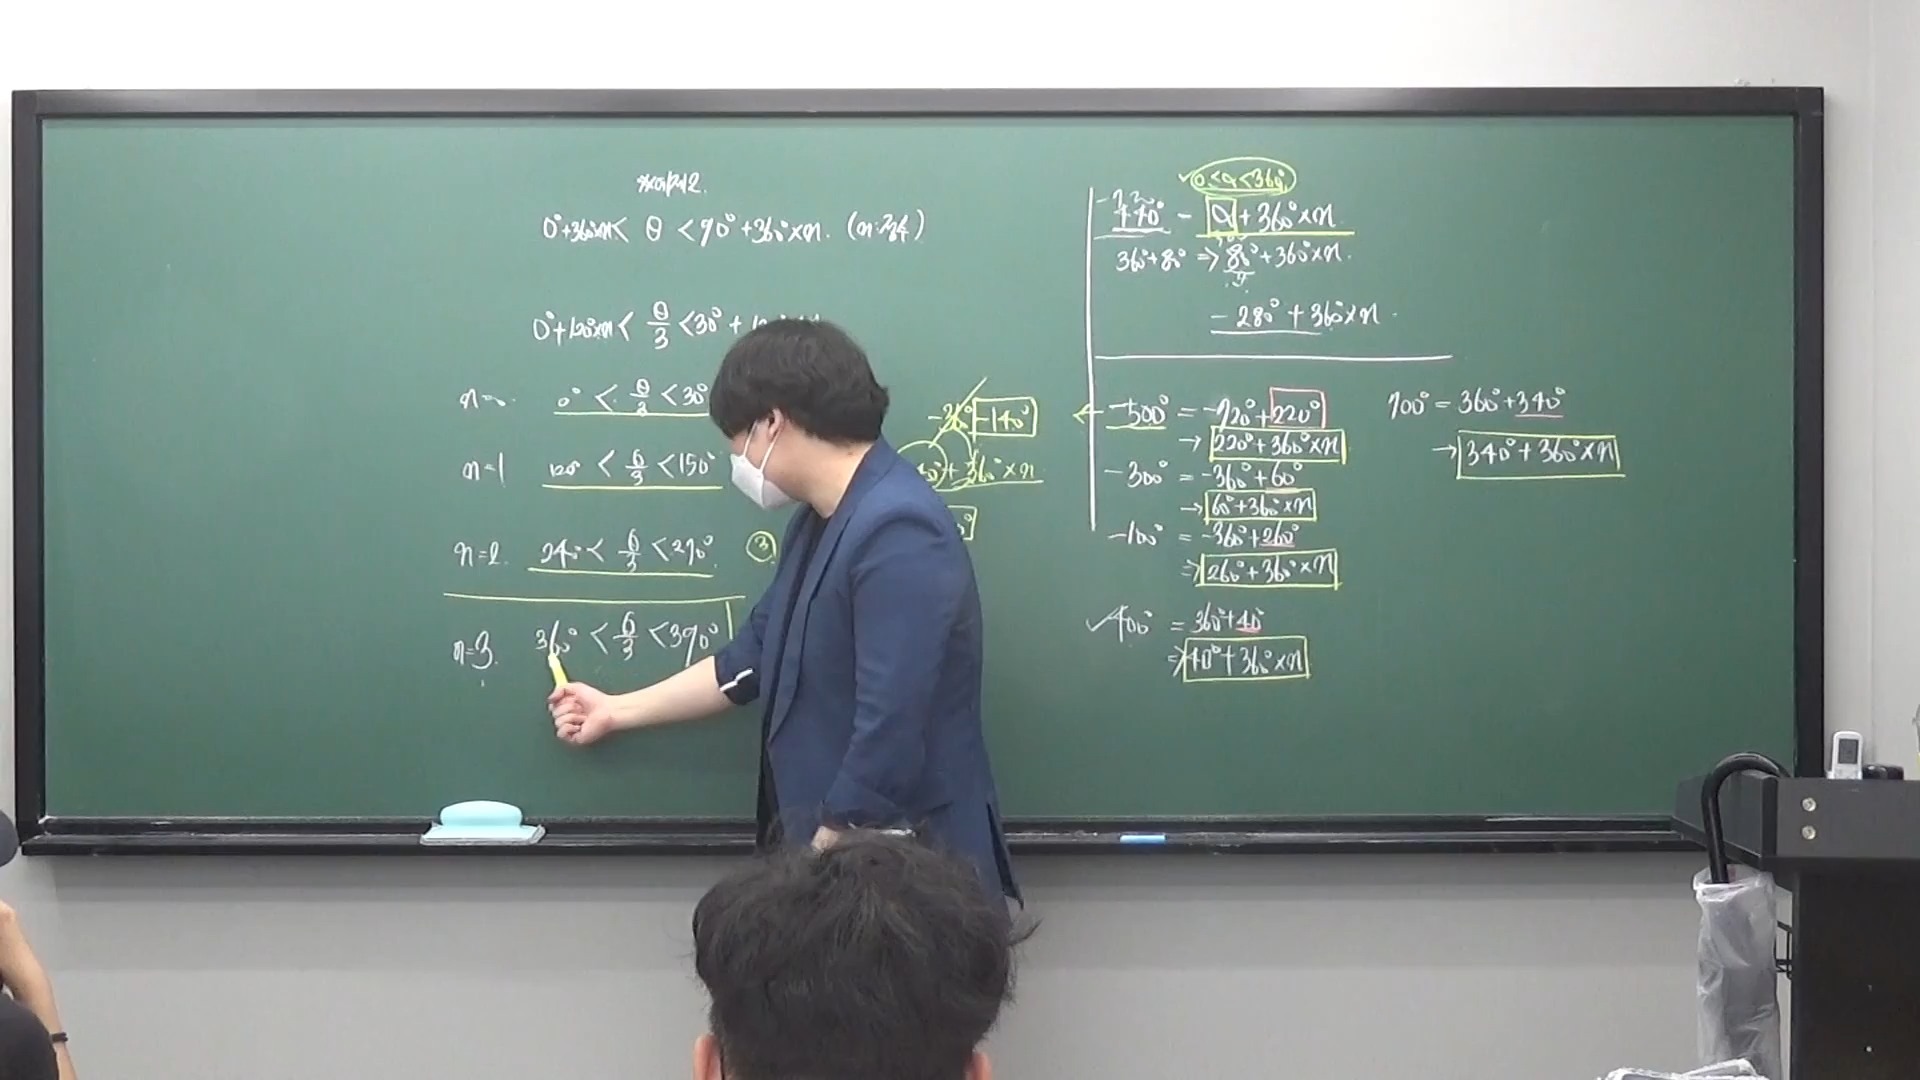 0°+360°×n < θ < 90°+360°×n. (n:정수)
0°+120°×n < θ/3 < 30°+
0° < θ/3 < 30°
n=1 120° < θ/3 < 150°
n=2. 240° < θ/3 < 270° ③
n=3. 360° < θ/3 < 390°
-140°
+360°×n
0<α<360°
α+360°×n
360°+80° ⇒ 80°+360°×n.
-280°+360°×n.
-500° = -720°+220°
→ 220°+360°×n
-300° = -360°+60°
→ 60°+360°×n
-100° = -360°+260°
⇒ 260°+360°×n
✓400° = 360°+40°
⇒ 40°+360°×n
700° = 360°+340°
→ 340°+360°×n